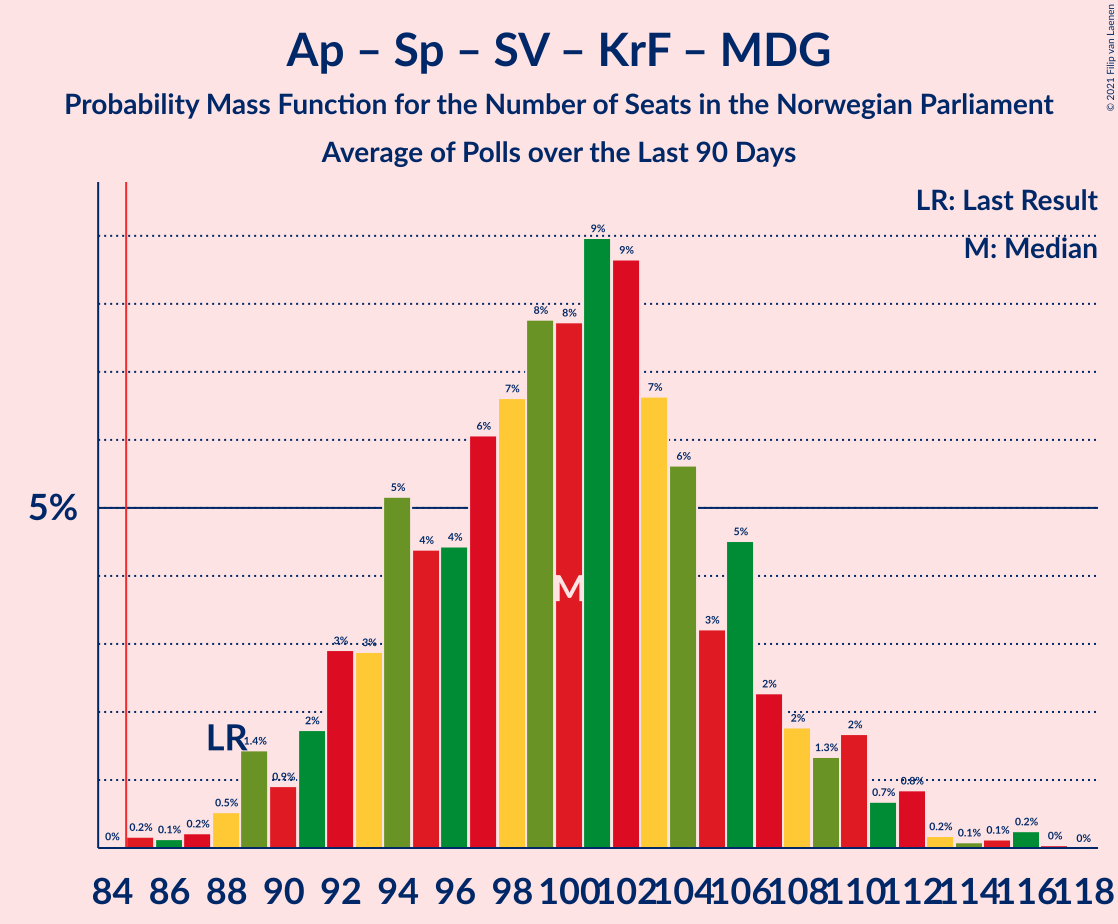 Ap – Sp – SV – KrF – MDG
Probability Mass Function for the Number of Seats in the Norwegian Parliament
Average of Polls over the Last 90 Days
© 2021 Filip van Laenen
LR: Last Result
M: Median
5%
LR
M
0% 0.2% 0.1% 0.2% 0.5% 1.4% 0.9% 2% 3% 3% 5% 4% 4% 6% 7% 8% 8% 9% 9% 7% 6% 3% 5% 2% 2% 1.3% 2% 0.7% 0.8% 0.2% 0.1% 0.1% 0.2% 0% 0%
84 86 88 90 92 94 96 98 100 102 104 106 108 110 112 114 116 118